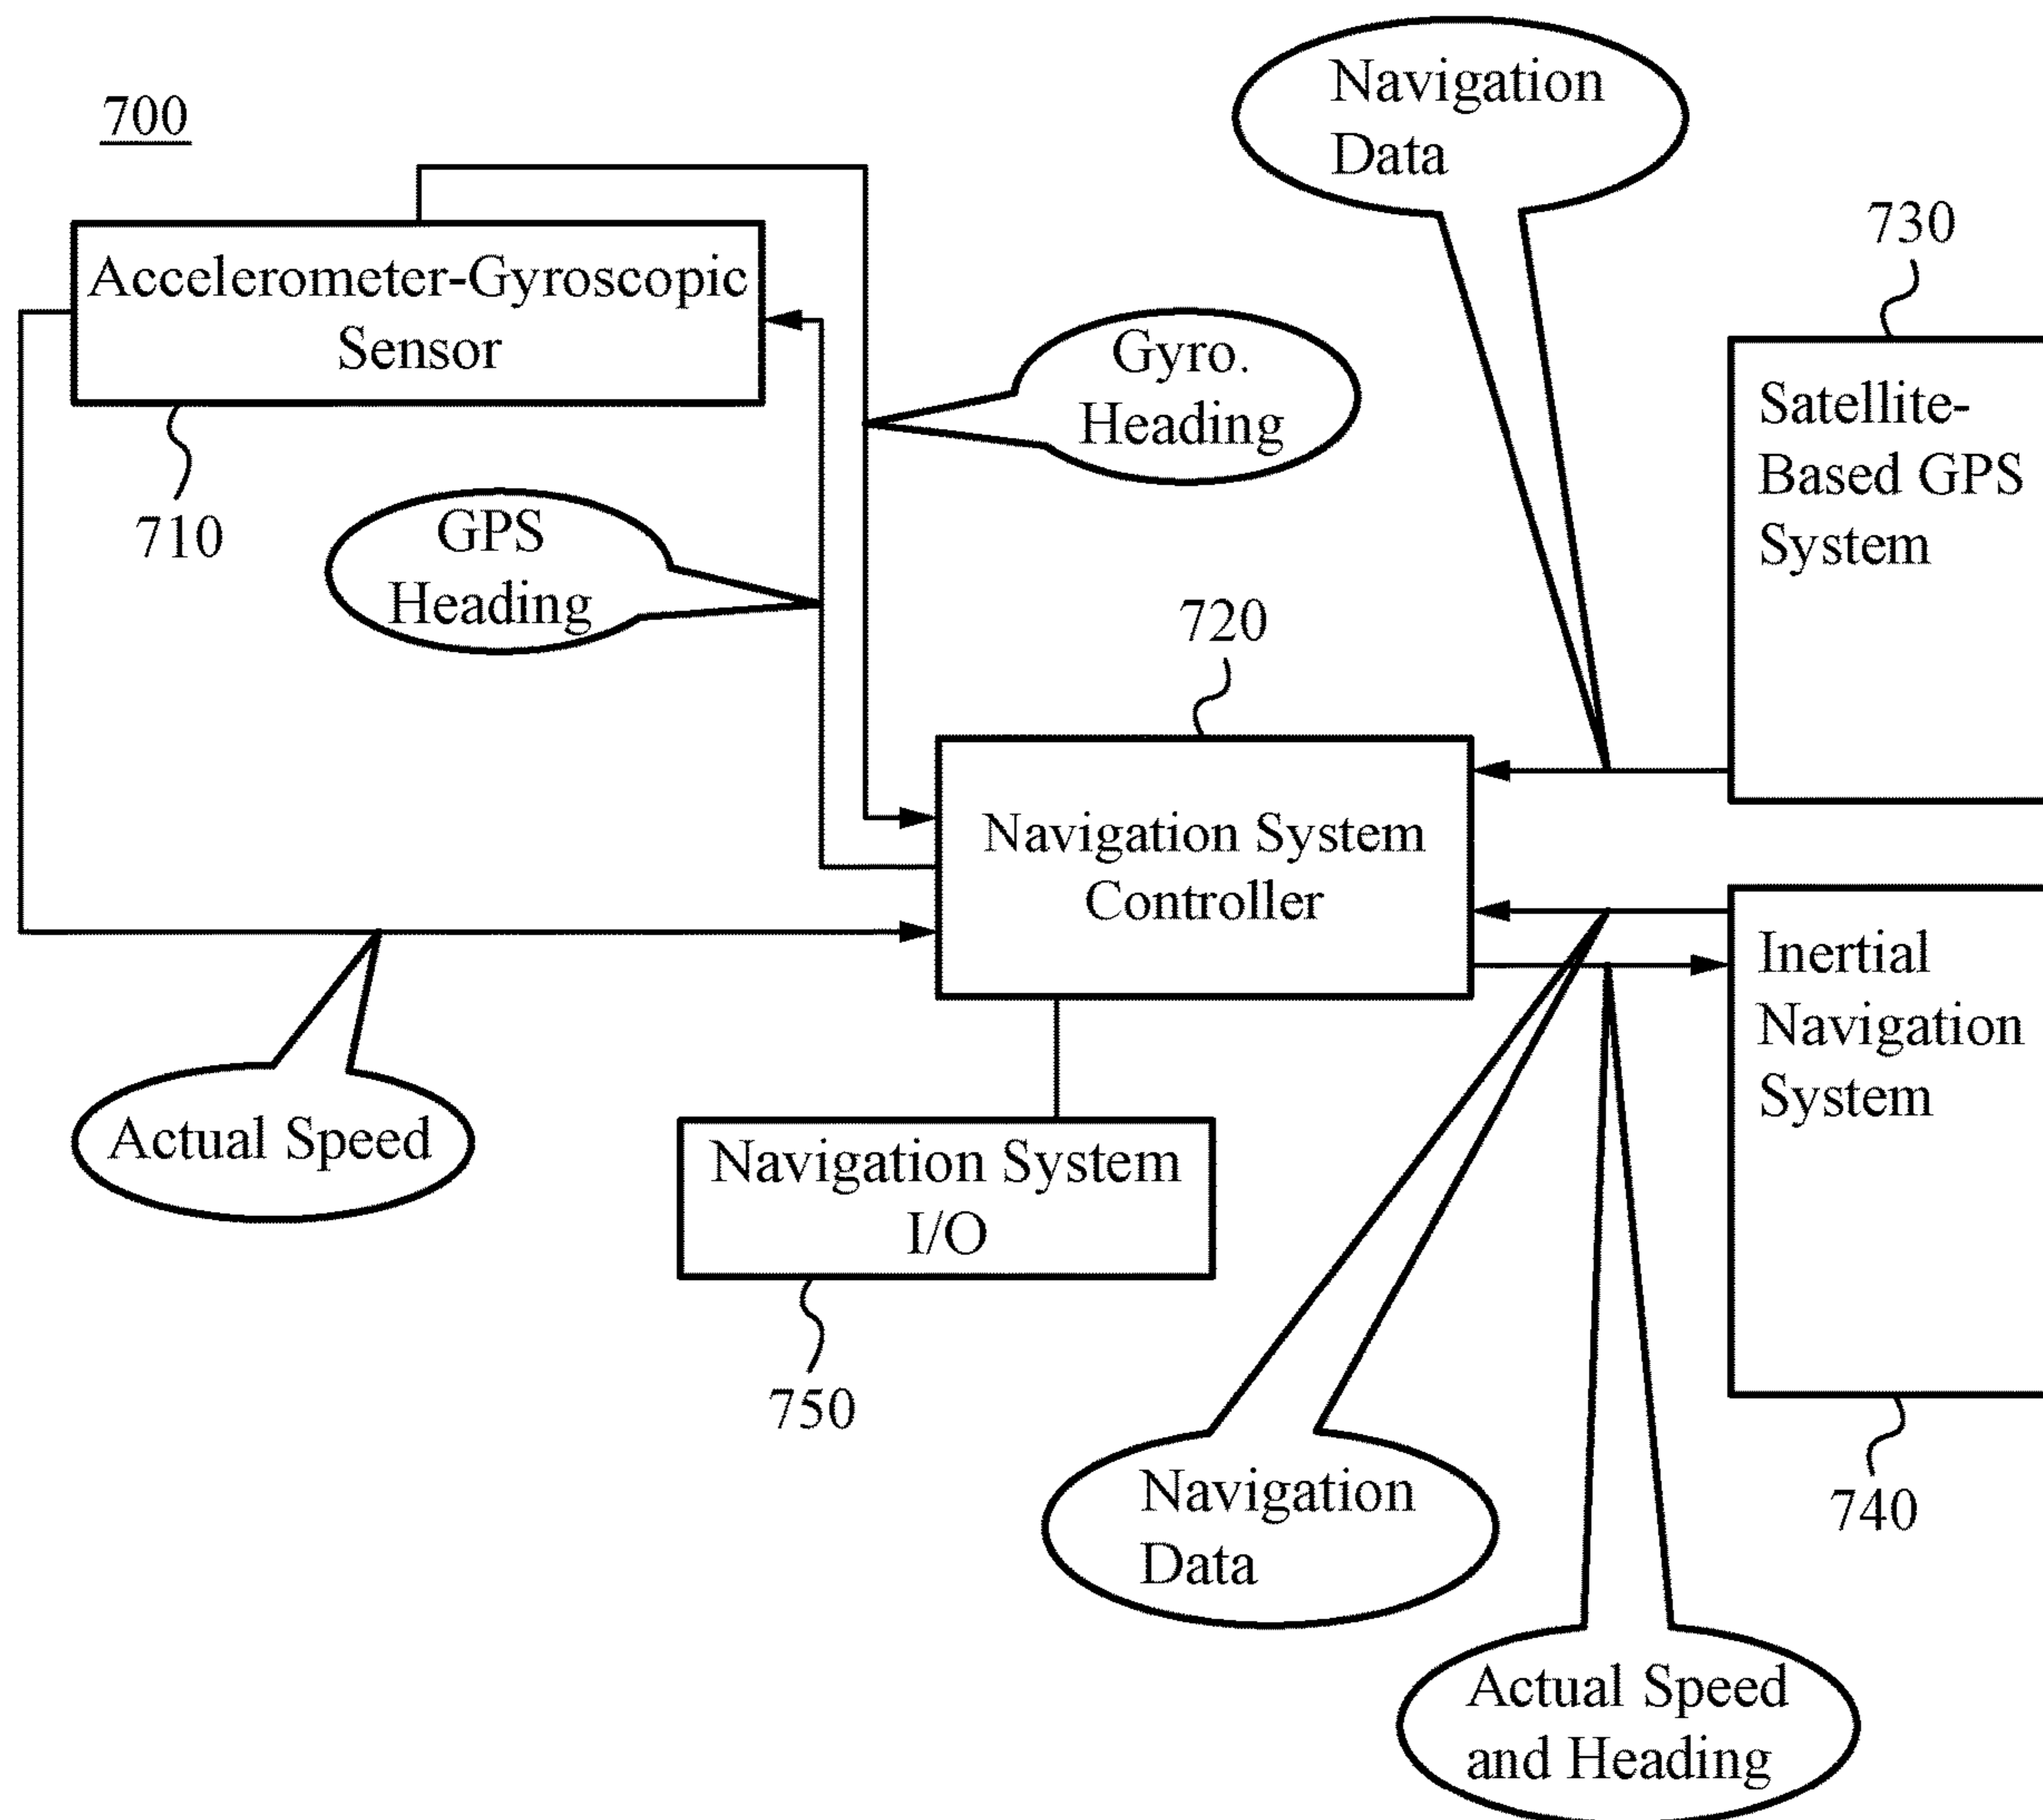 700
Navigation
Data
730
Accelerometer-Gyroscopic
Sensor
710
Gyro.
Heading
GPS
Heading
Satellite-
Based GPS
System
720
Navigation System
Controller
Inertial
Navigation
System
740
Actual Speed
Navigation System
I/O
750
Navigation
Data
Actual Speed
and Heading